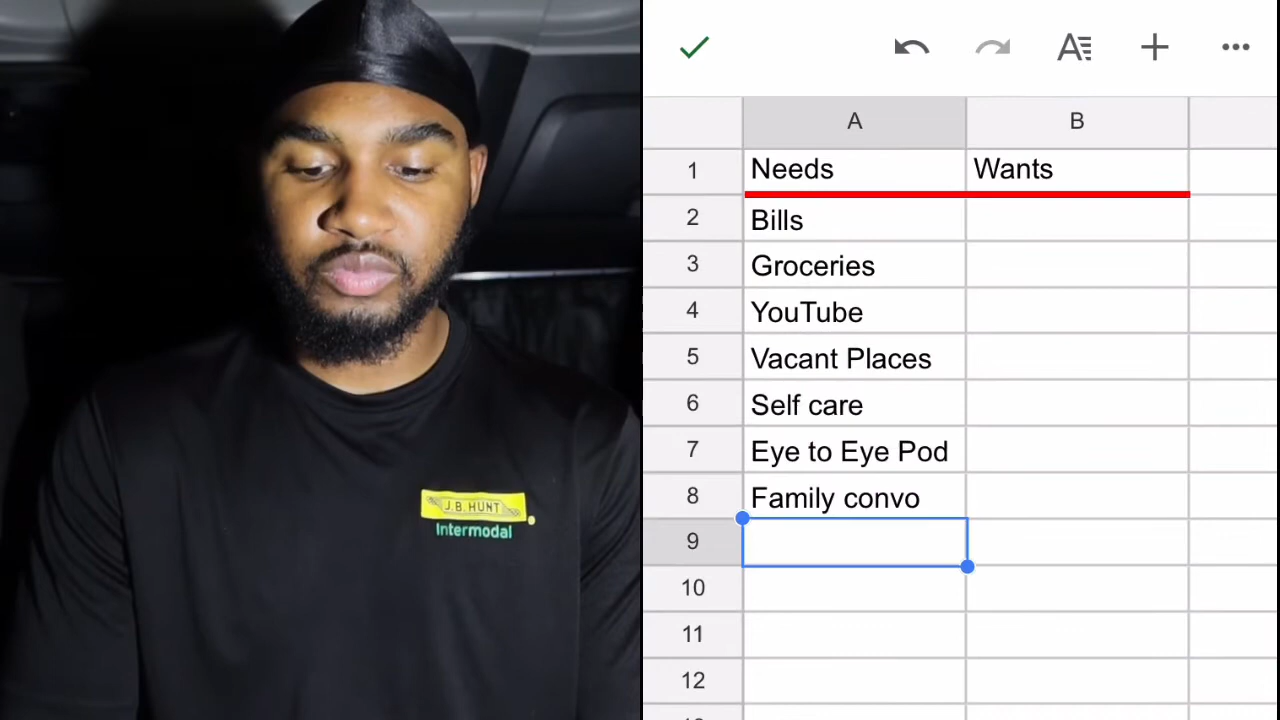 J.B. HUNT
Intermodal
A B
1 Needs Wants
2 Bills
3 Groceries
4 YouTube
5 Vacant Places
6 Self care
7 Eye to Eye Pod
8 Family convo
9
10
11
12